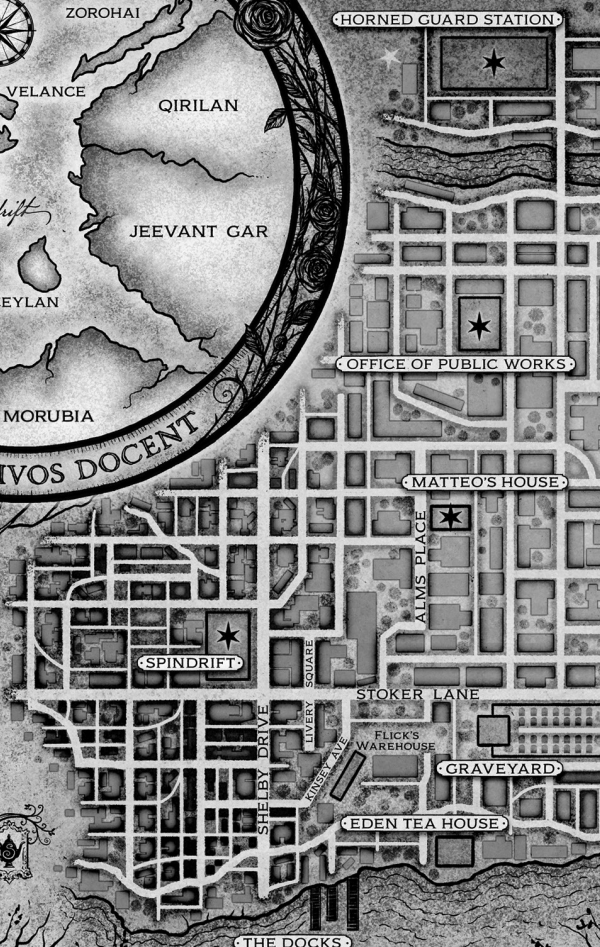 ZOROHAI
HORNED GUARD STATION
VELANCE
QIRILAN
JEEVANT GAR
MORUBIA
IVOS DOCENT
OFFICE OF PUBLIC WORKS
MATTEO'S HOUSE
ALMS PLACE
SPINDRIFT
LIVERY SQUARE
STOKER LANE
SHELBY DRIVE
KINSEY AVE
FLICK'S
WAREHOUSE
GRAVEYARD
EDEN TEA HOUSE
THE DOCKS